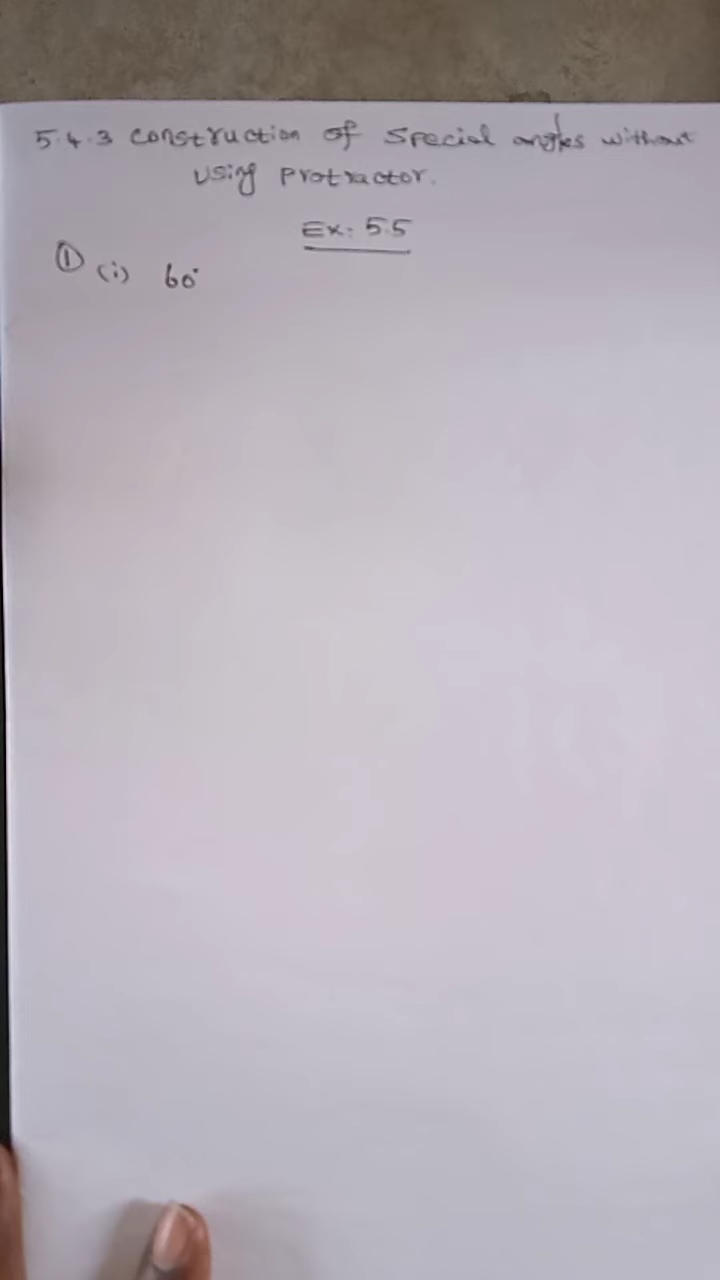 5.4.3 construction of special angles without
using protractor.
Ex: 5.5
① (i) 60°